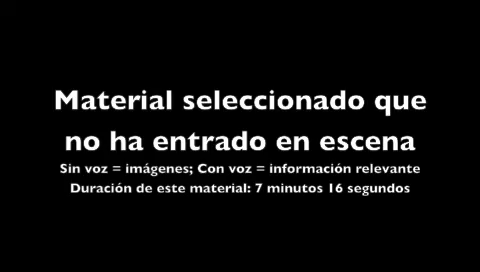 Material seleccionado que
no ha entrado en escena
Sin voz = imágenes; Con voz = información relevante
Duración de este material: 7 minutos 16 segundos